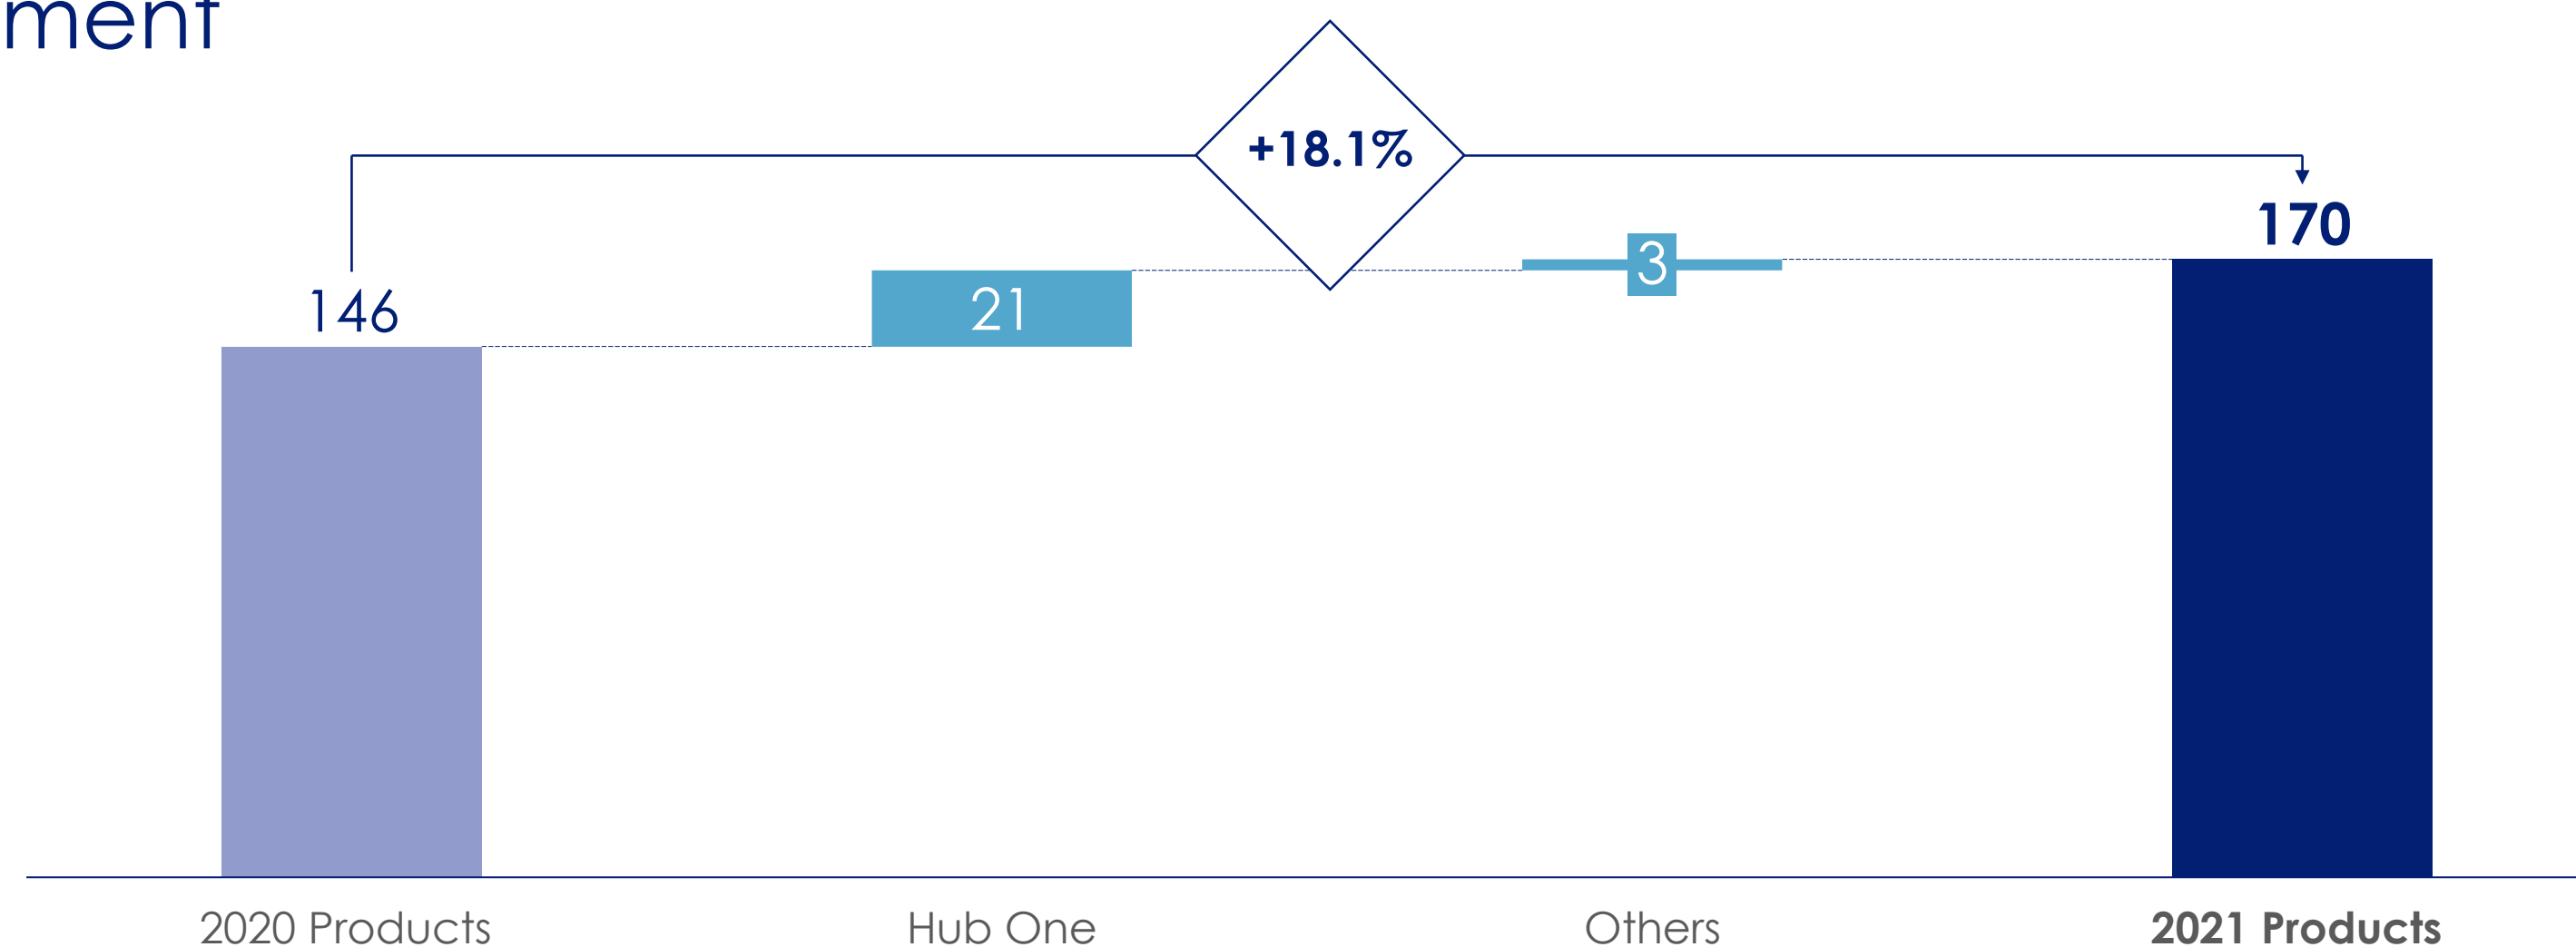 ment
+18.1%
170
3
21
146
2020 Products
Hub One
Others
2021 Products